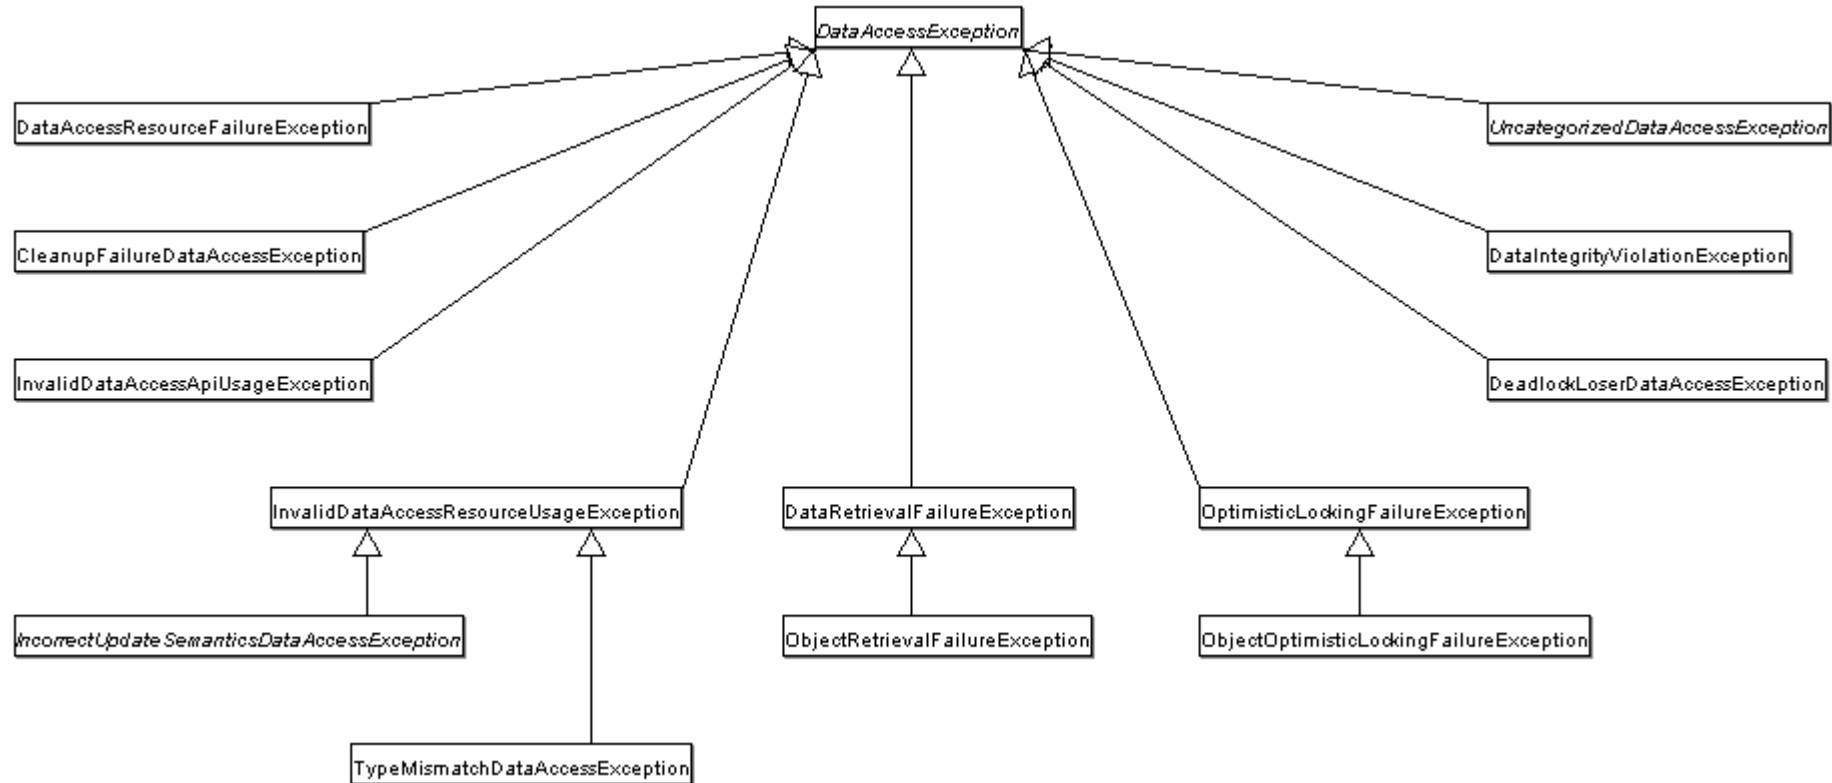 DataAccessException
DataAccessResourceFailureException
UncategorizedDataAccessException
CleanupFailureDataAccessException
DataIntegrityViolationException
InvalidDataAccessApiUsageException
DeadlockLoserDataAccessException
InvalidDataAccessResourceUsageException
DataRetrievalFailureException
OptimisticLockingFailureException
IncorrectUpdateSemanticsDataAccessException
ObjectRetrievalFailureException
ObjectOptimisticLockingFailureException
TypeMismatchDataAccessException